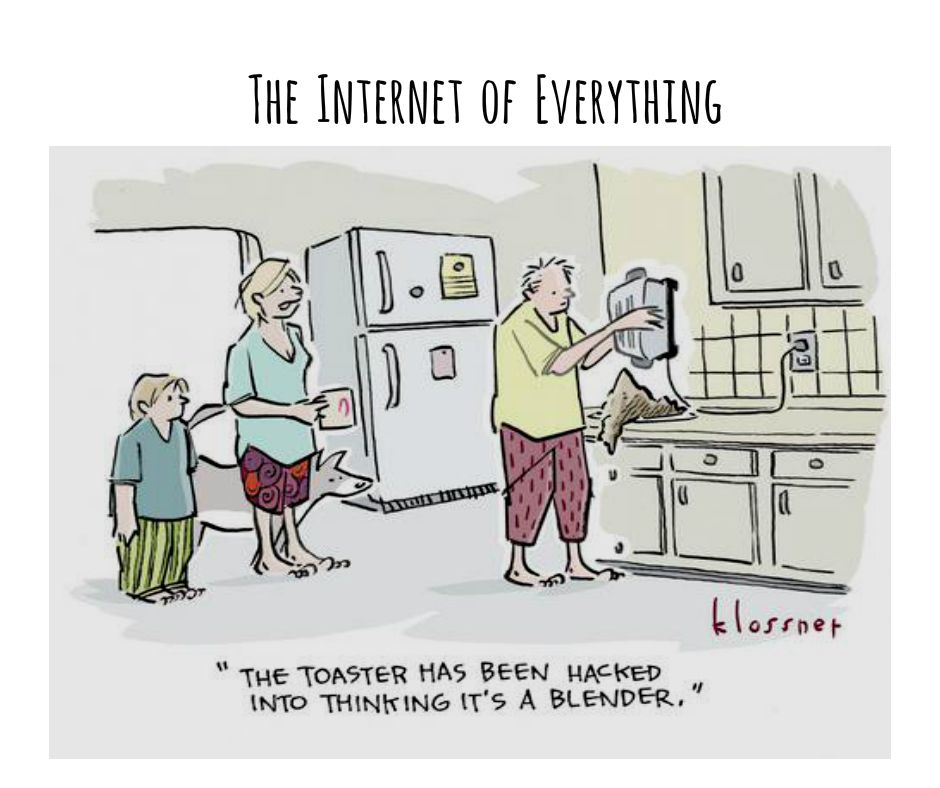 The Internet of Everything
klossner
" THE TOASTER HAS BEEN HACKED
INTO THINKING IT'S A BLENDER."